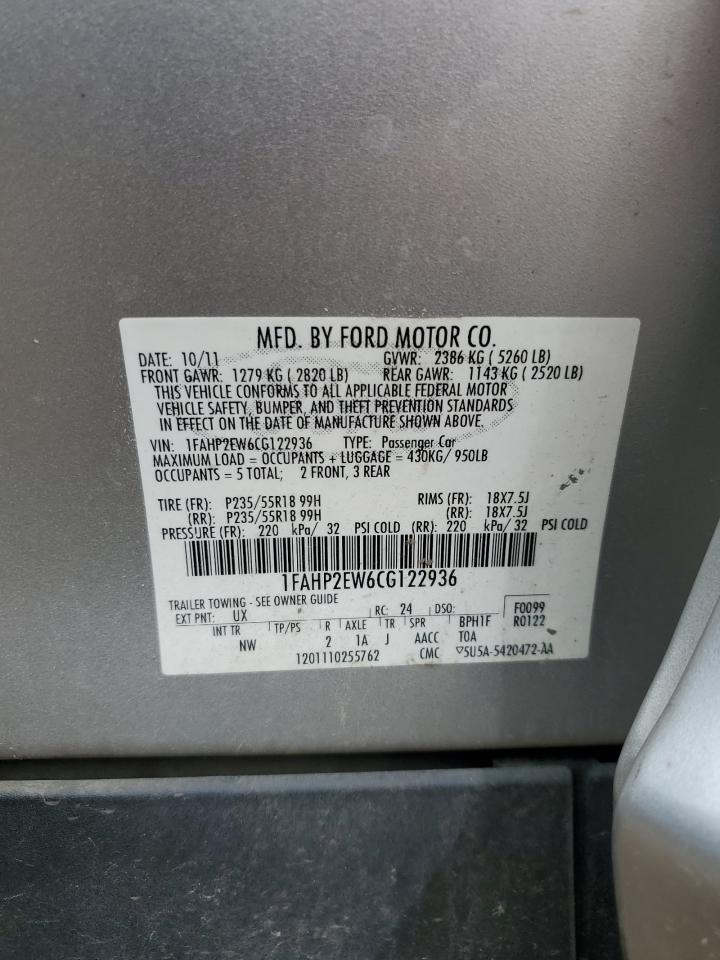 MFD. BY FORD MOTOR CO.
DATE: 10/11 GVWR: 2386 KG ( 5260 LB)
FRONT GAWR: 1279 KG ( 2820 LB) REAR GAWR: 1143 KG ( 2520 LB)
THIS VEHICLE CONFORMS TO ALL APPLICABLE FEDERAL MOTOR
VEHICLE SAFETY, BUMPER, AND THEFT PREVENTION STANDARDS
IN EFFECT ON THE DATE OF MANUFACTURE SHOWN ABOVE.
VIN: 1FAHP2EW6CG122936 TYPE: Passenger Car
MAXIMUM LOAD = OCCUPANTS + LUGGAGE = 430KG/ 950LB
OCCUPANTS = 5 TOTAL; 2 FRONT, 3 REAR
TIRE (FR): P235/55R18 99H RIMS (FR): 18X7.5J
(RR): P235/55R18 99H (RR): 18X7.5J
PRESSURE (FR): 220 kPa/ 32 PSI COLD (RR): 220 kPa/ 32 PSI COLD
1FAHP2EW6CG122936
TRAILER TOWING - SEE OWNER GUIDE
EXT PNT: UX RC: 24 DSO: F0099
INT TR TP/PS R AXLE TR SPR BPH1F R0122
NW 2 1A J AACC TOA
1201110255762 CMC ▽5U5A-5420472-AA